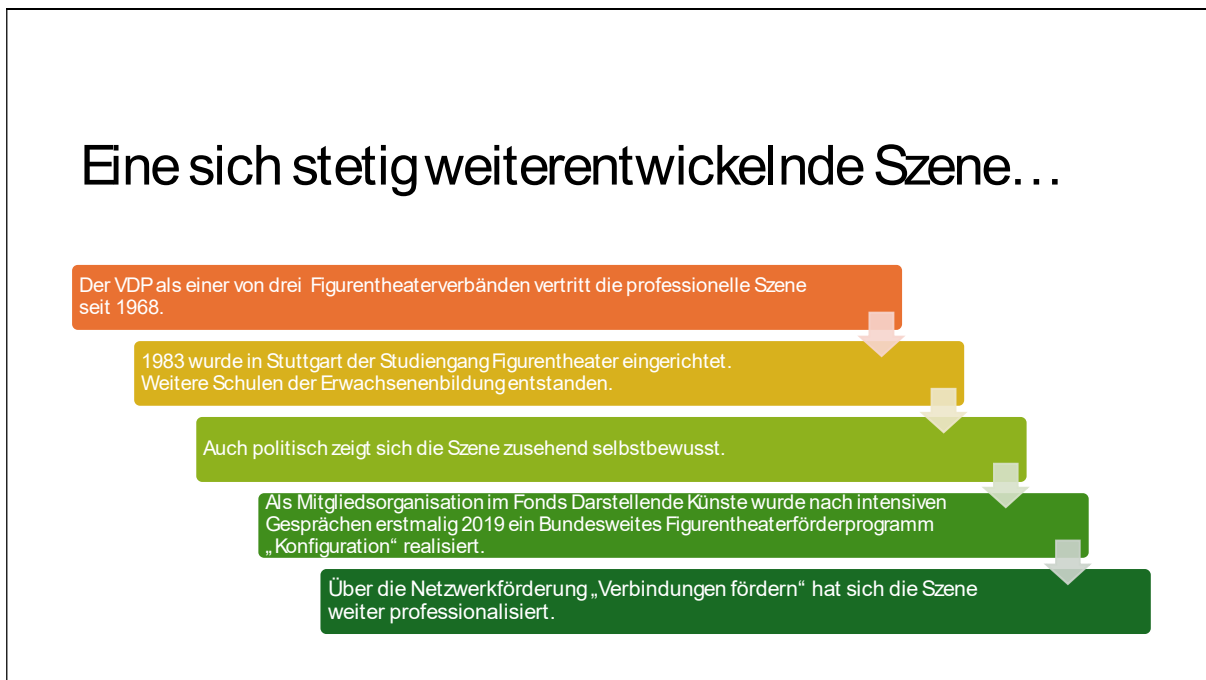 Eine sich stetig weiterentwickelnde Szene…
Der VDP als einer von drei Figurentheaterverbänden vertritt die professionelle Szene
seit 1968.
1983 wurde in Stuttgart der Studiengang Figurentheater eingerichtet.
Weitere Schulen der Erwachsenenbildung entstanden.
Auch politisch zeigt sich die Szene zusehend selbstbewusst.
Als Mitgliedsorganisation im Fonds Darstellende Künste wurde nach intensiven
Gesprächen erstmalig 2019 ein Bundesweites Figurentheaterförderprogramm
„Konfiguration“ realisiert.
Über die Netzwerkförderung „Verbindungen fördern“ hat sich die Szene
weiter professionalisiert.